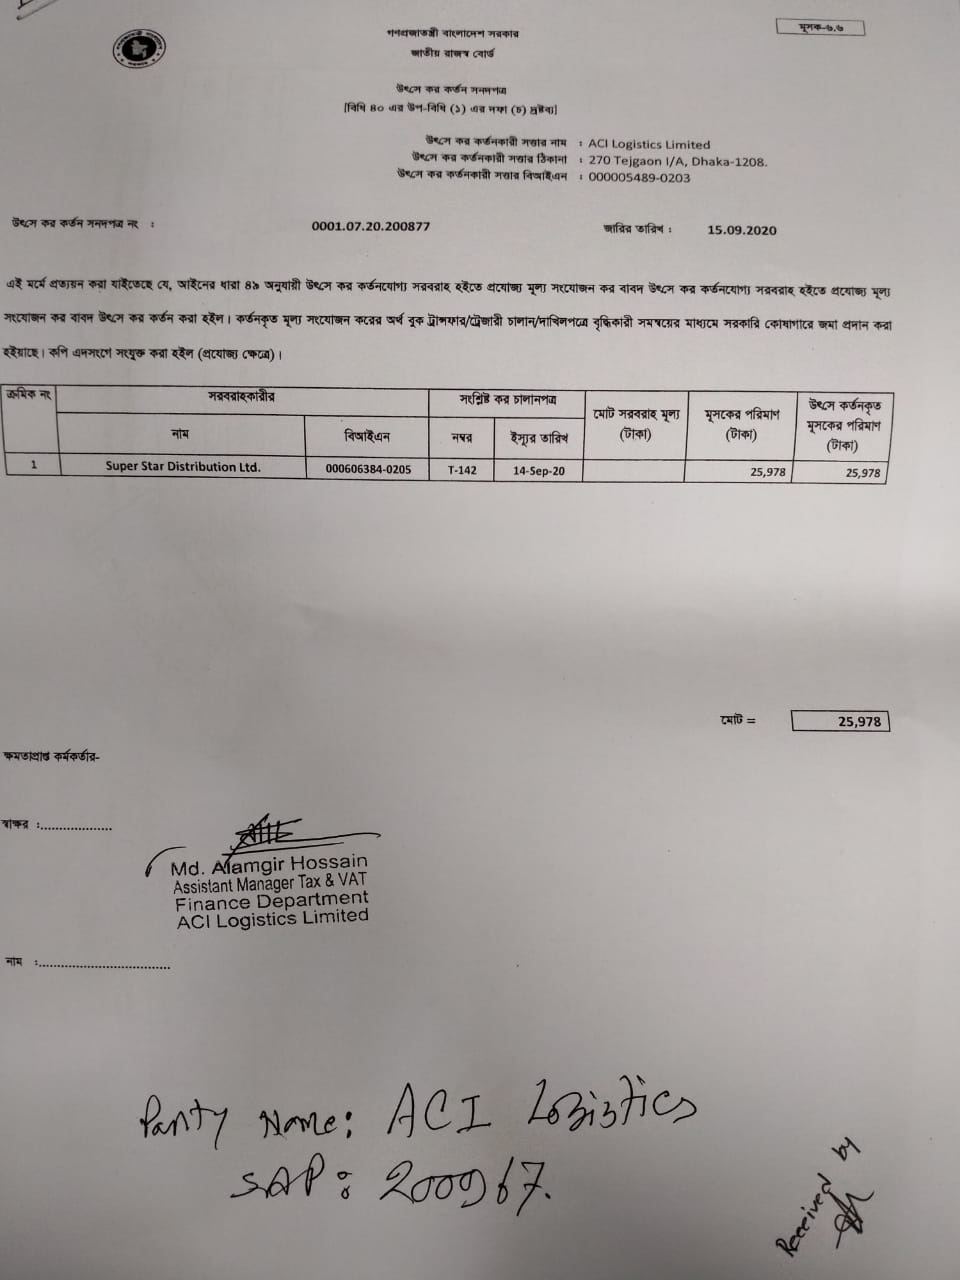 মূসক-৬.৬
গণপ্রজাতন্ত্রী বাংলাদেশ সরকার
জাতীয় রাজস্ব বোর্ড
উৎসে কর কর্তন সনদপত্র
[বিধি ৪০ এর উপ-বিধি (১) এর দফা (চ) দ্রষ্টব্য]
উৎসে কর কর্তনকারী সত্তার নাম : ACI Logistics Limited
উৎসে কর কর্তনকারী সত্তার ঠিকানা : 270 Tejgaon I/A, Dhaka-1208.
উৎসে কর কর্তনকারী সত্তার বিআইএন : 000005489-0203
উৎসে কর কর্তন সনদপত্র নং : 0001.07.20.200877 জারির তারিখ : 15.09.2020
এই মর্মে প্রত্যয়ন করা যাইতেছে যে, আইনের ধারা ৪৯ অনুযায়ী উৎসে কর কর্তনযোগ্য সরবরাহ হইতে প্রযোজ্য মূল্য সংযোজন কর বাবদ উৎসে কর কর্তনযোগ্য সরবরাহ হইতে প্রযোজ্য মূল্য
সংযোজন কর বাবদ উৎসে কর কর্তন করা হইল। কর্তনকৃত মূল্য সংযোজন করের অর্থ বুক ট্রান্সফার/ট্রেজারী চালান/দাখিলপত্রে বৃদ্ধিকারী সমন্বয়ের মাধ্যমে সরকারি কোষাগারে জমা প্রদান করা
হইয়াছে। কপি এতদসংগে সংযুক্ত করা হইল (প্রযোজ্য ক্ষেত্রে)।
ক্রমিক নং সরবরাহকারীর সংশ্লিষ্ট কর চালানপত্র মোট সরবরাহ মূল্য (টাকা) মূসকের পরিমাণ (টাকা) উৎসে কর্তনকৃত মূসকের পরিমাণ (টাকা)
নাম বিআইএন নম্বর ইস্যুর তারিখ
1 Super Star Distribution Ltd. 000606384-0205 T-142 14-Sep-20 25,978 25,978
মোট = 25,978
ক্ষমতাপ্রাপ্ত কর্মকর্তার-
স্বাক্ষর :...................
Md. Alamgir Hossain
Assistant Manager Tax & VAT
Finance Department
ACI Logistics Limited
নাম :..................................
Party Name: ACI Logistics
SAP: 200967.
Received by